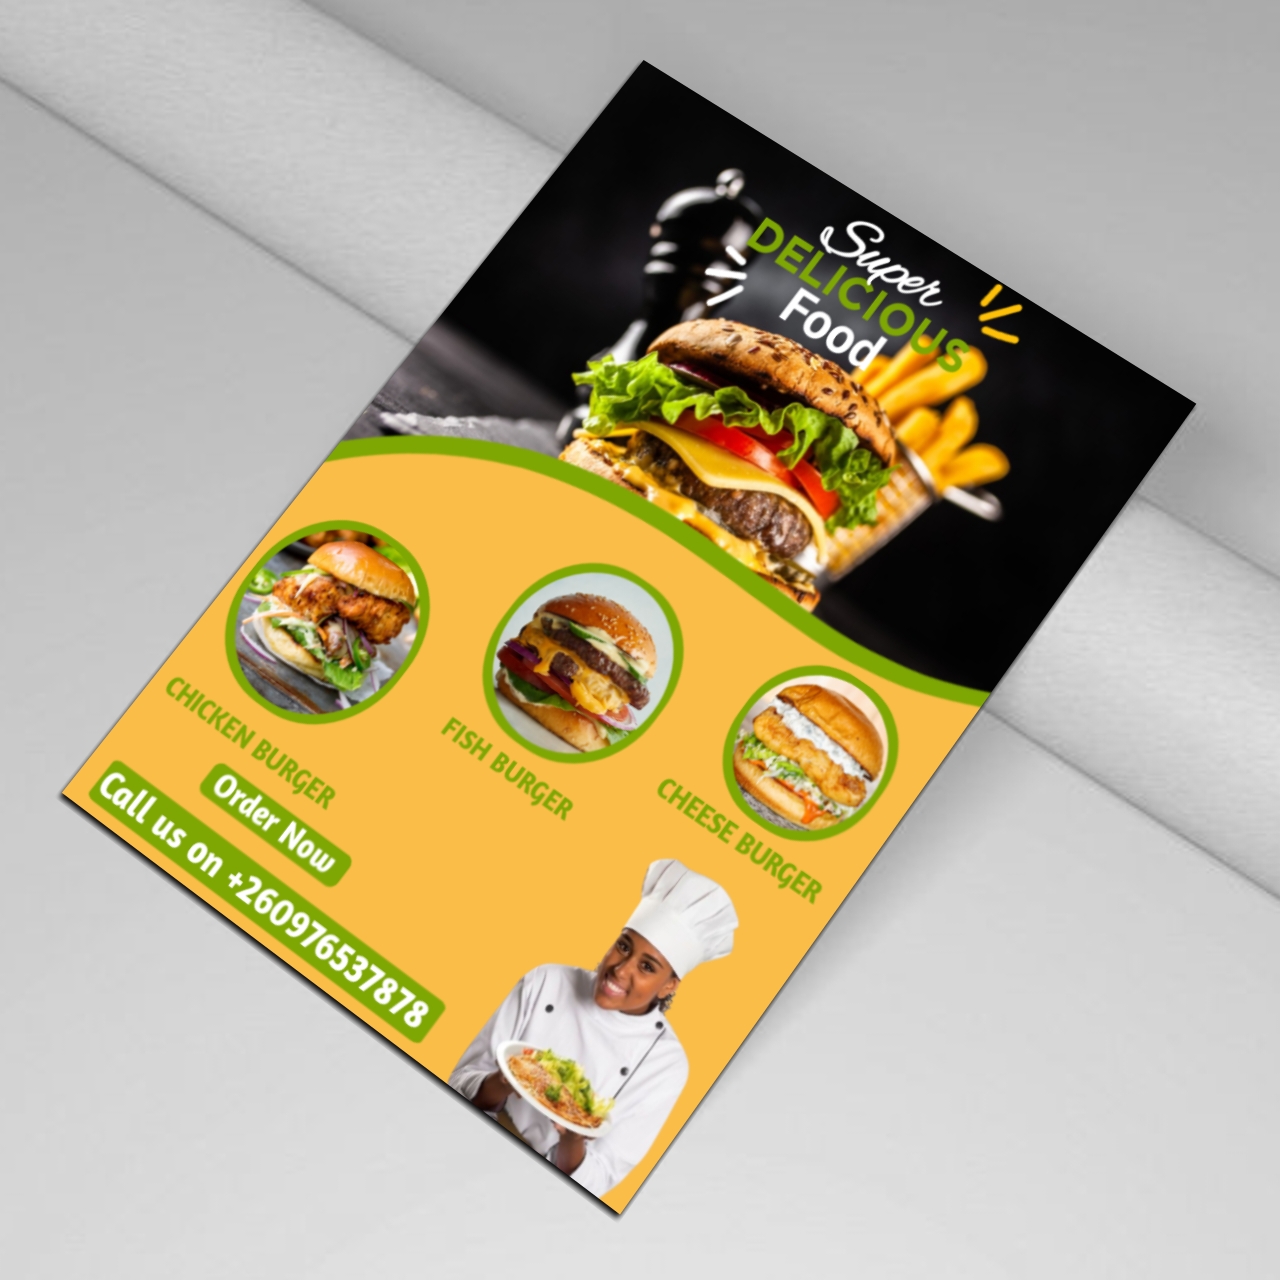 Super
DELICIOUS
Food
CHICKEN BURGER
FISH BURGER
CHEESE BURGER
Order Now
Call us on +260976537878